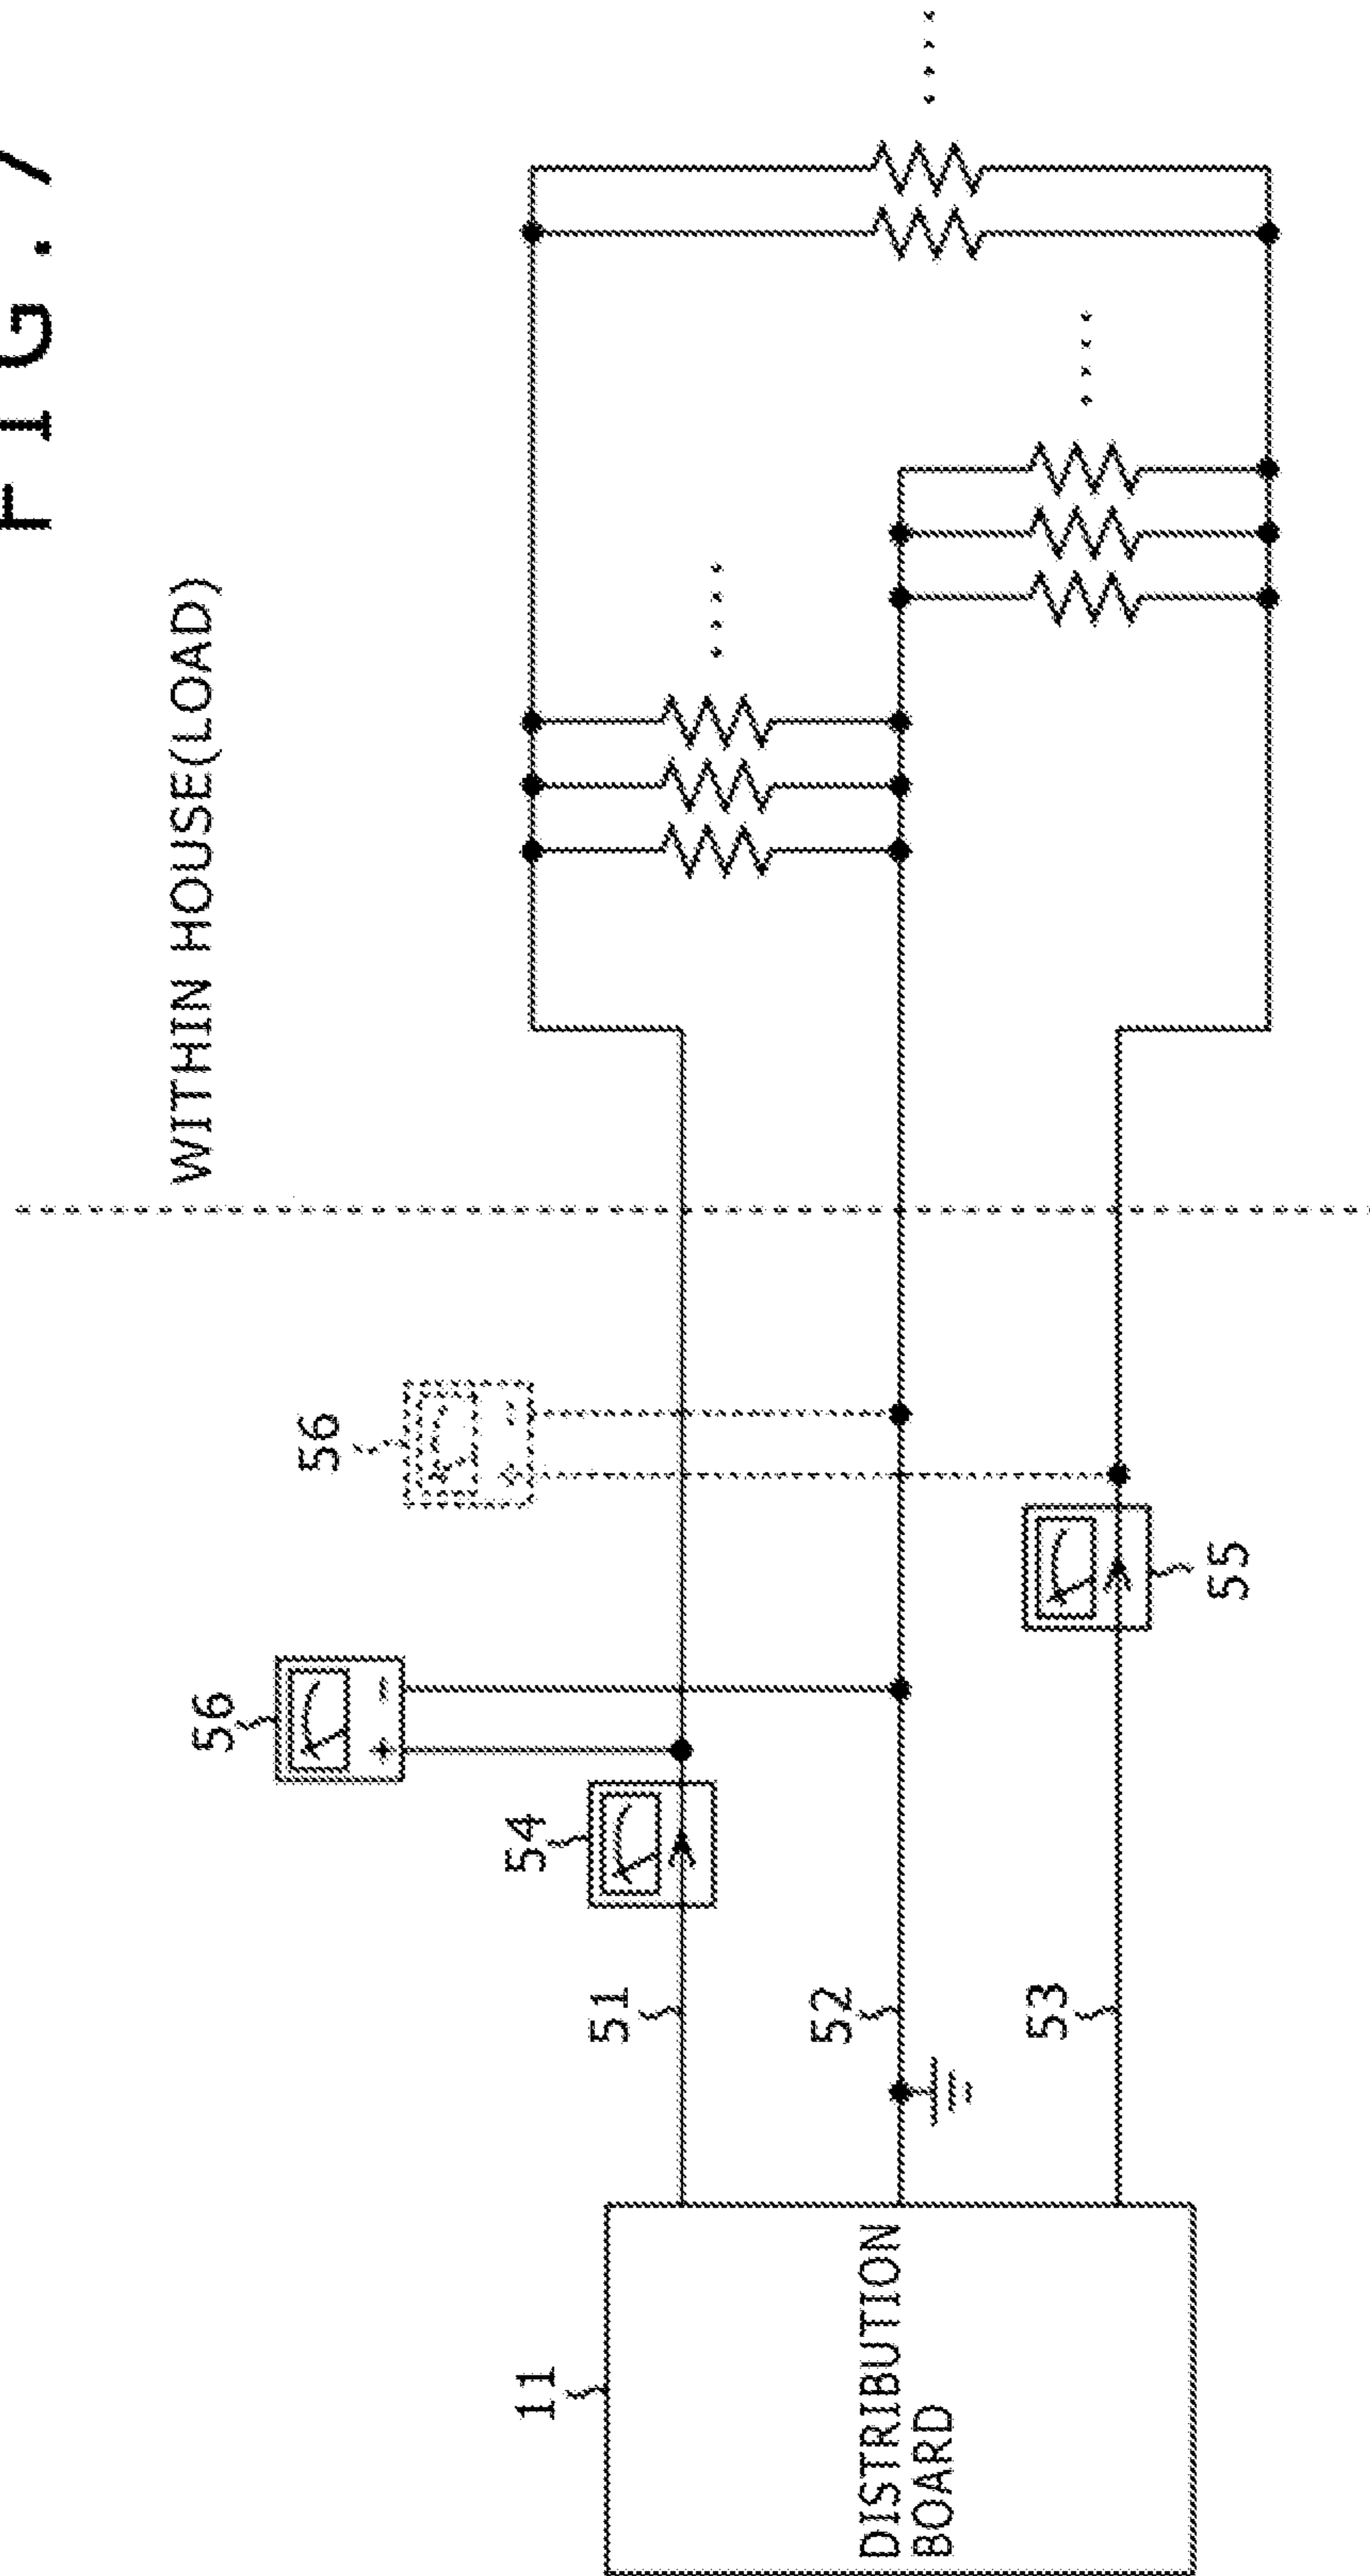 FIG. 7
WITHIN HOUSE(LOAD)
56
56
+ -
+ -
54
55
51
52
53
11
DISTRIBUTION
BOARD